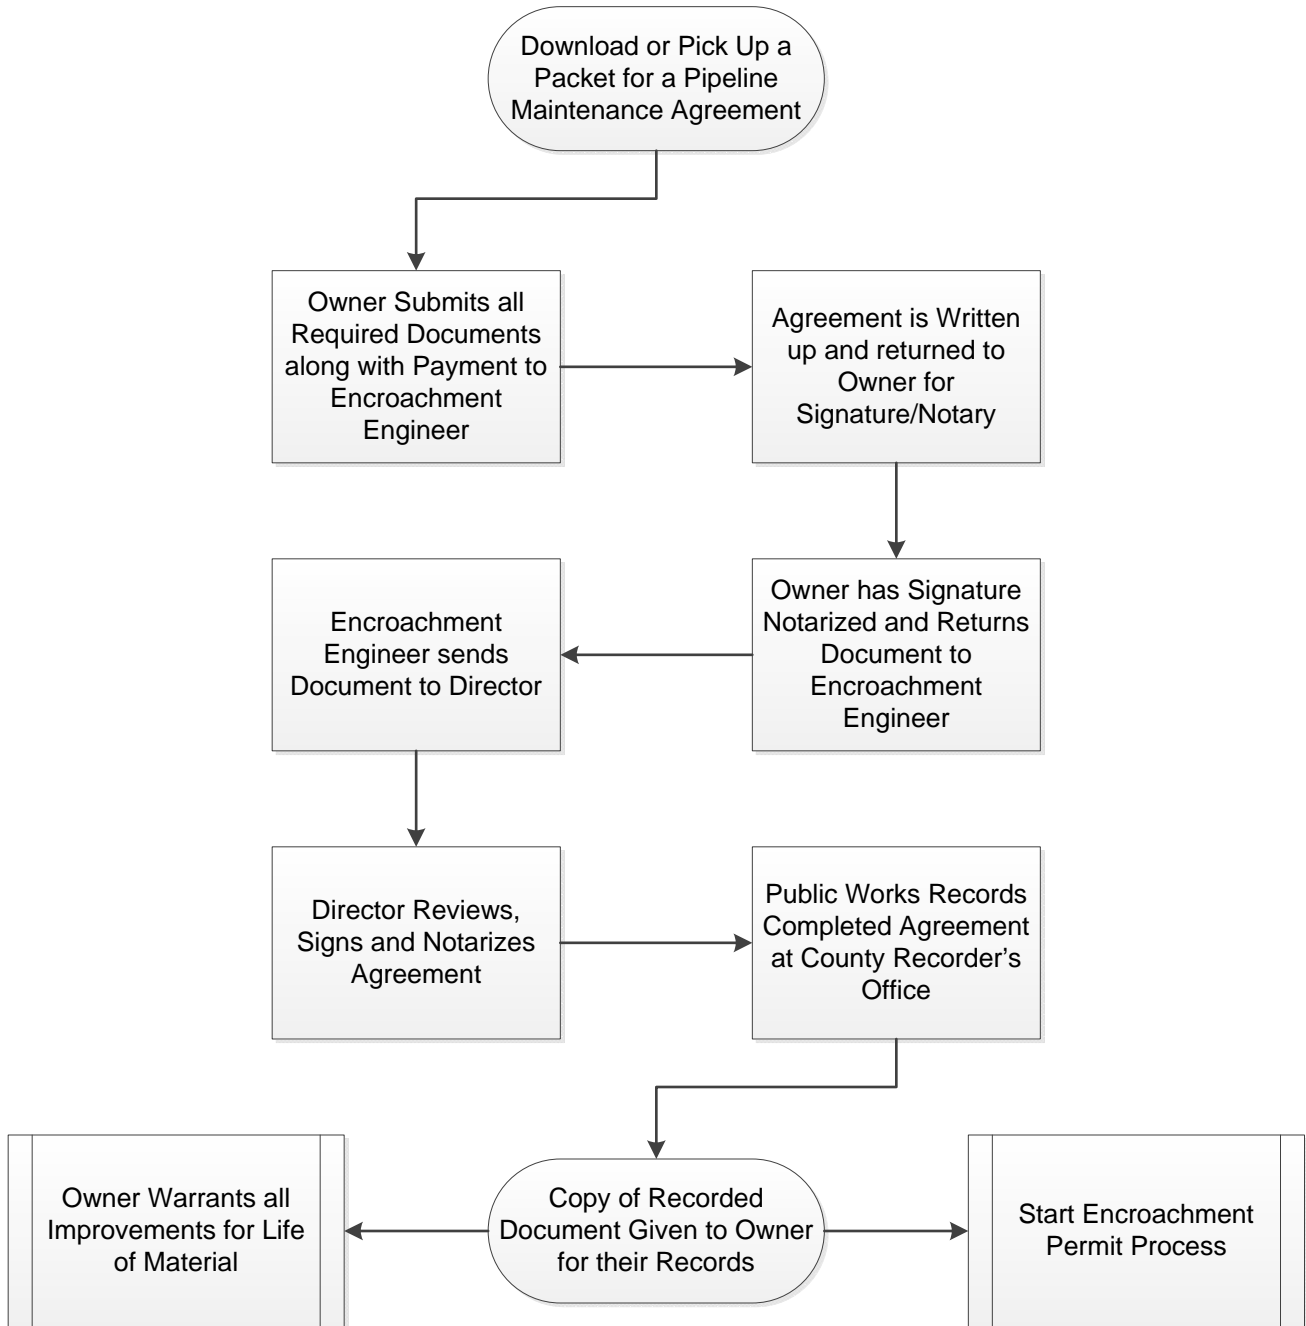 Download or Pick Up a
Packet for a Pipeline
Maintenance Agreement
Owner Submits all
Required Documents
along with Payment to
Encroachment
Engineer
Agreement is Written
up and returned to
Owner for
Signature/Notary
Owner has Signature
Notarized and Returns
Document to
Encroachment
Engineer
Encroachment
Engineer sends
Document to Director
Director Reviews,
Signs and Notarizes
Agreement
Public Works Records
Completed Agreement
at County Recorder’s
Office
Copy of Recorded
Document Given to Owner
for their Records
Owner Warrants all
Improvements for Life
of Material
Start Encroachment
Permit Process